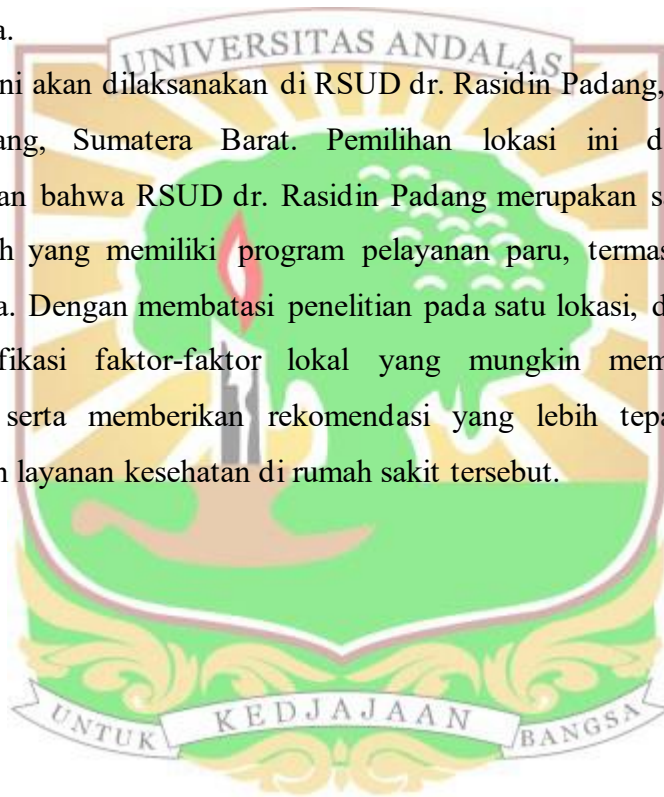 a.
UNIVERSITAS ANDALAS
ni akan dilaksanakan di RSUD dr. Rasidin Padang,
ang, Sumatera Barat. Pemilihan lokasi ini d
an bahwa RSUD dr. Rasidin Padang merupakan s
h yang memiliki program pelayanan paru, termas
a. Dengan membatasi penelitian pada satu lokasi, d
fikasi faktor-faktor lokal yang mungkin mem
serta memberikan rekomendasi yang lebih tepa
n layanan kesehatan di rumah sakit tersebut.
UNTUK KEDJAJAAN BANGSA